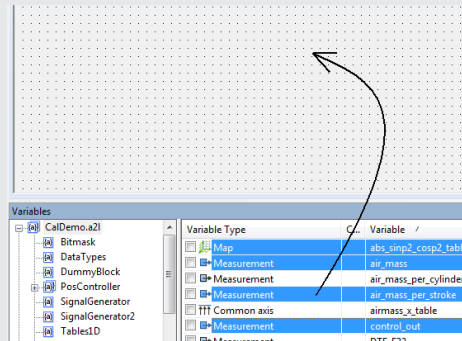 Variables
CalDemo.a2l
Bitmask
DataTypes
DummyBlock
PosController
SignalGenerator
SignalGenerator2
Tables1D
Variable Type C... Variable
Map abs_sinp2_cosp2_tabl
Measurement air_mass
Measurement air_mass_per_cylinder
Measurement air_mass_per_stroke
Common axis airmass_x_table
Measurement control_out
Measurement